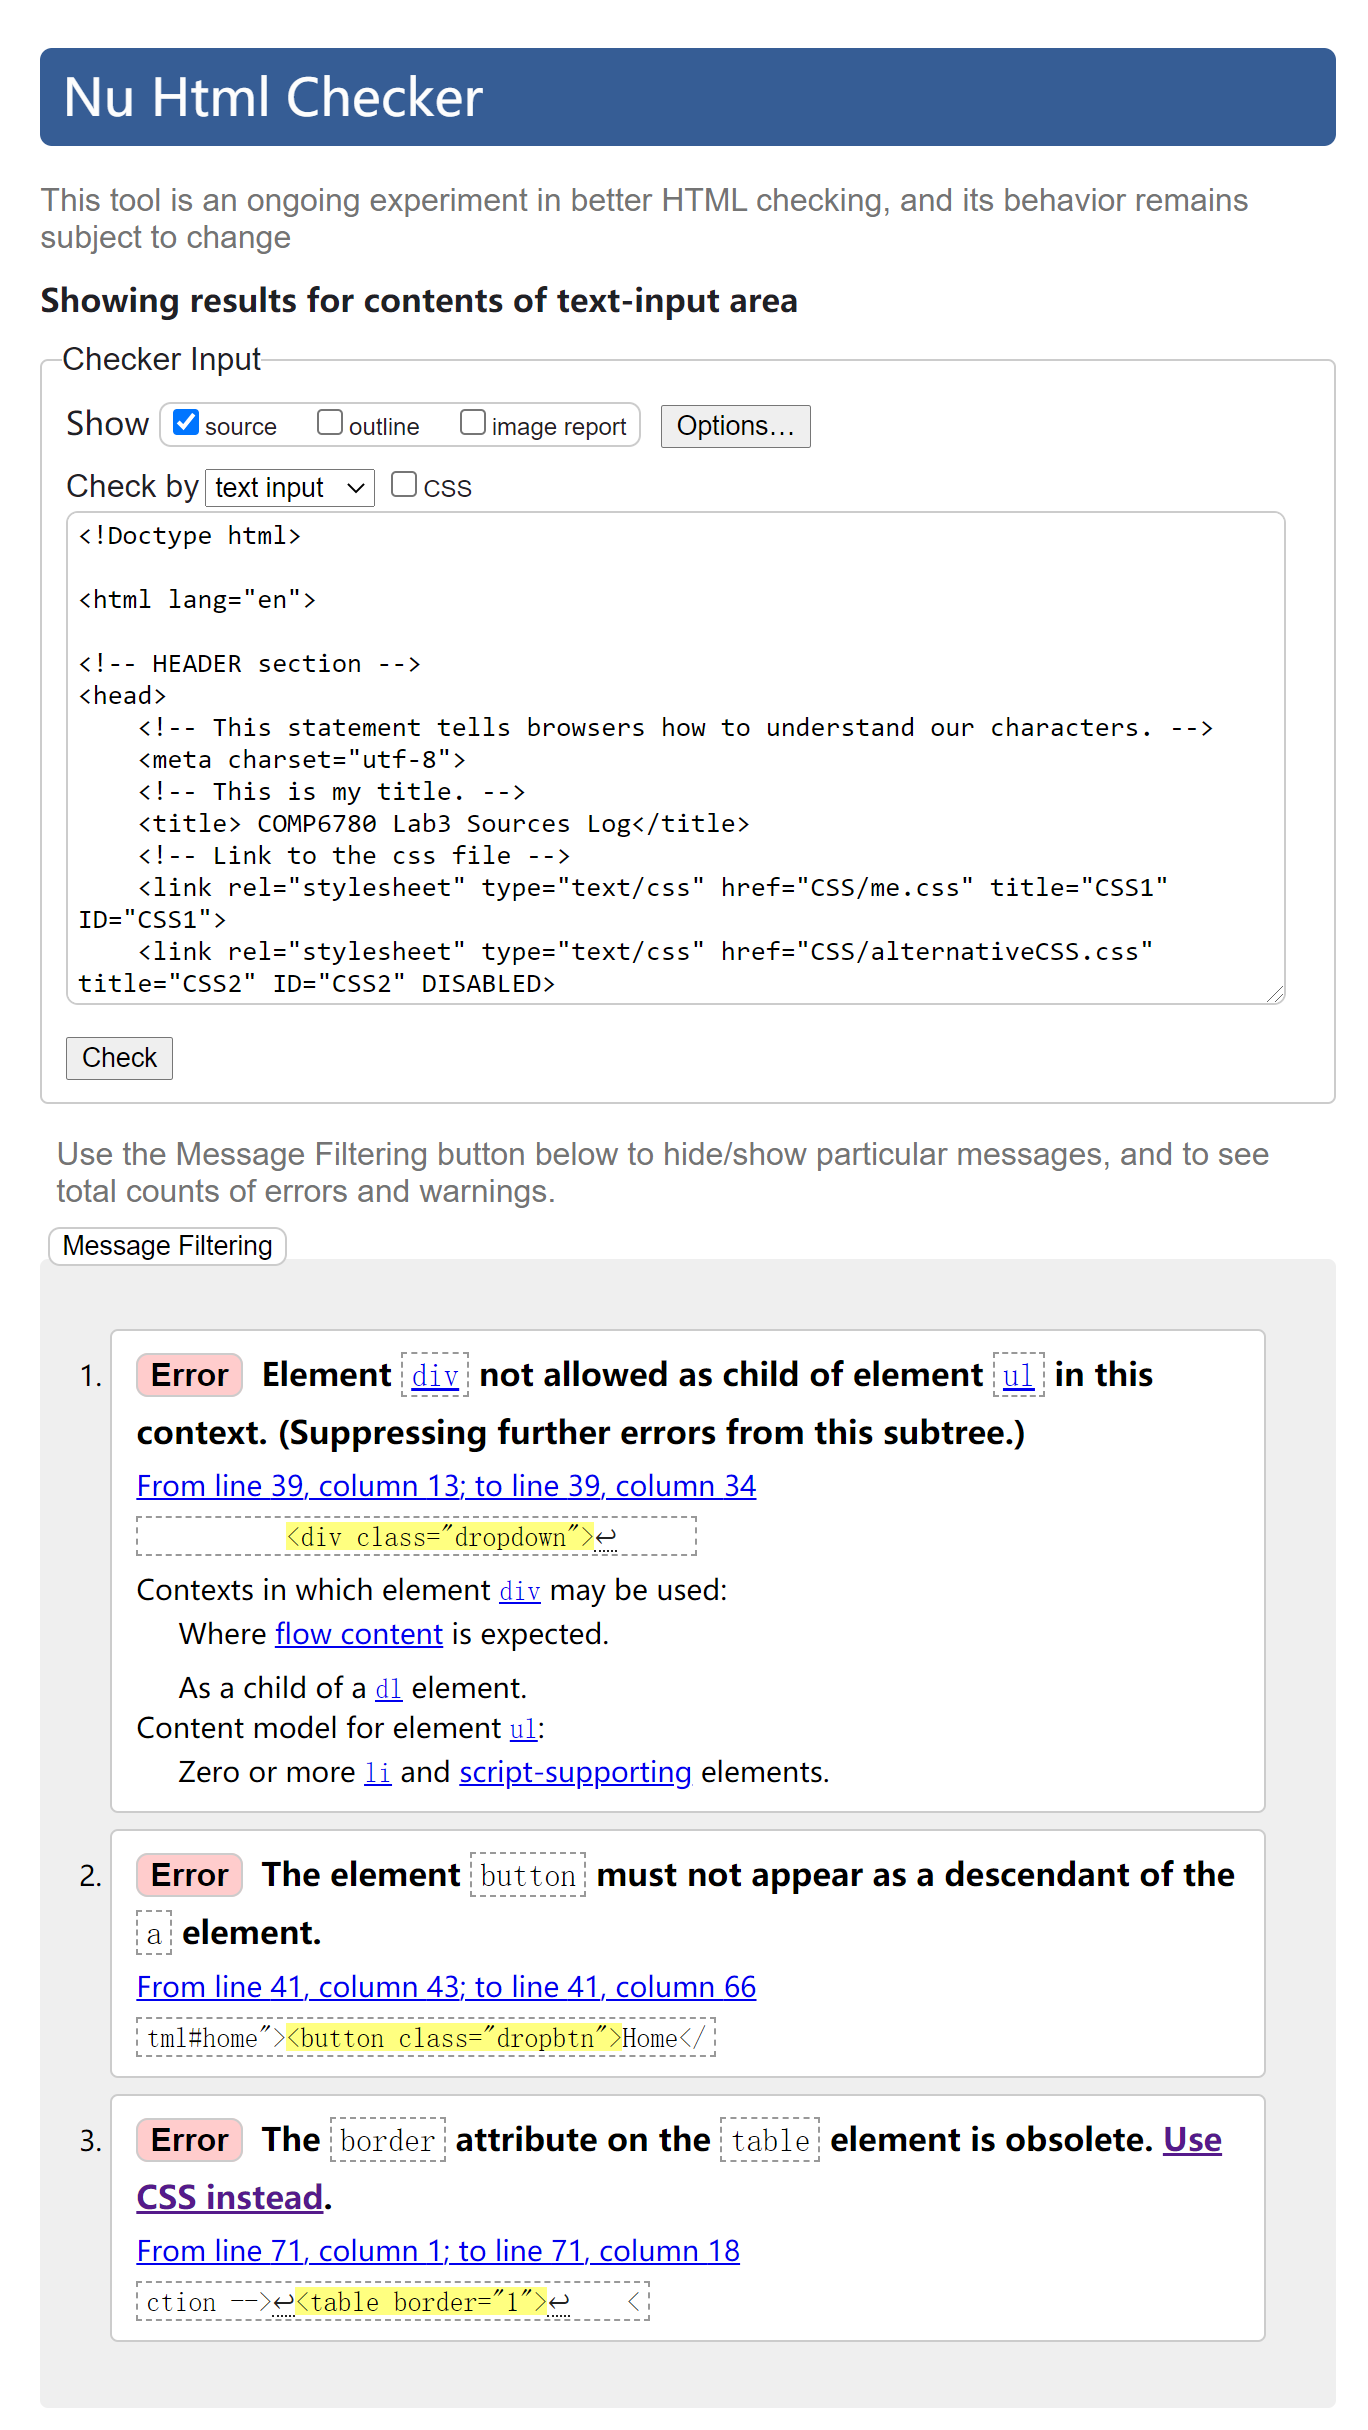 Nu Html Checker
This tool is an ongoing experiment in better HTML checking, and its behavior remains
subject to change
Showing results for contents of text-input area
Checker Input
Show source outline image report Options...
Check by text input CSS
<!Doctype html>
<html lang="en">
<!-- HEADER section -->
<head>
<!-- This statement tells browsers how to understand our characters. -->
<meta charset="utf-8">
<!-- This is my title. -->
<title> COMP6780 Lab3 Sources Log</title>
<!-- Link to the css file -->
<link rel="stylesheet" type="text/css" href="CSS/me.css" title="CSS1"
ID="CSS1">
<link rel="stylesheet" type="text/css" href="CSS/alternativeCSS.css"
title="CSS2" ID="CSS2" DISABLED>
Check
Use the Message Filtering button below to hide/show particular messages, and to see
total counts of errors and warnings.
Message Filtering
1. Error Element div not allowed as child of element ul in this
context. (Suppressing further errors from this subtree.)
From line 39, column 13; to line 39, column 34
<div class="dropdown">↩
Contexts in which element div may be used:
Where flow content is expected.
As a child of a dl element.
Content model for element ul:
Zero or more li and script-supporting elements.
2. Error The element button must not appear as a descendant of the
a element.
From line 41, column 43; to line 41, column 66
tml#home"><button class="dropbtn">Home</
3. Error The border attribute on the table element is obsolete. Use
CSS instead.
From line 71, column 1; to line 71, column 18
ction -->↩<table border="1">↩ <